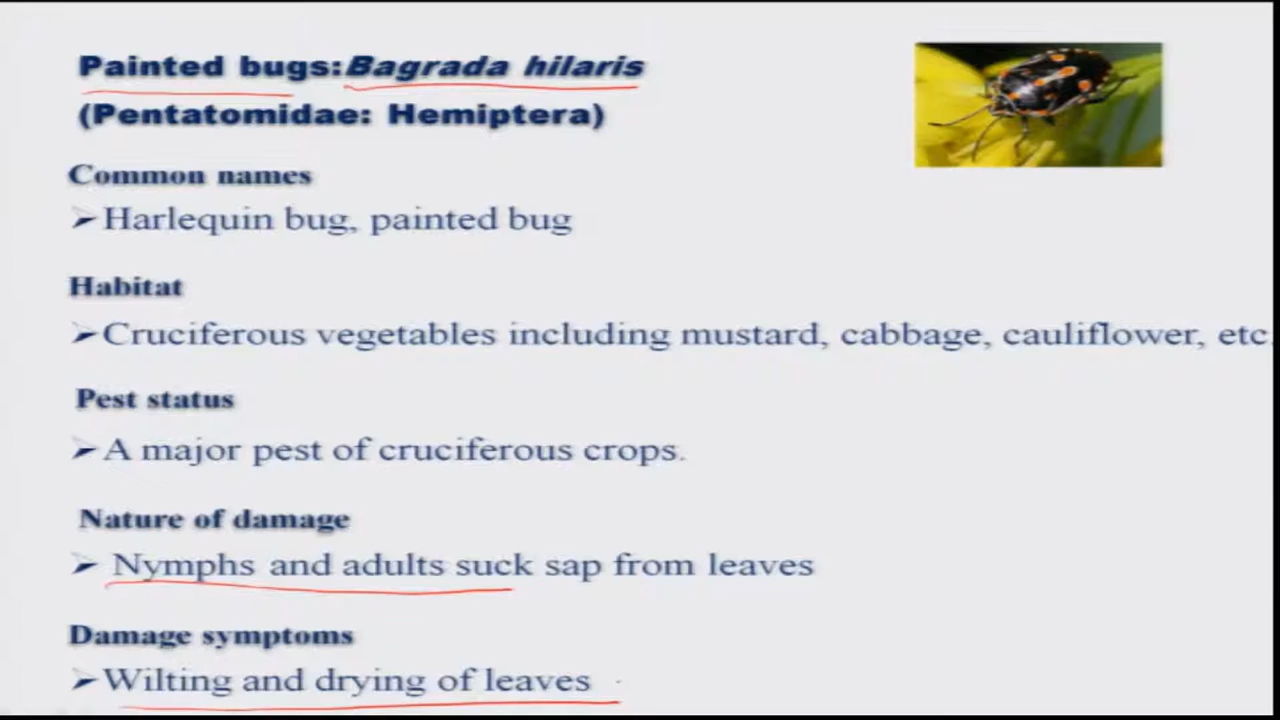 Painted bugs:Bagrada hilaris
(Pentatomidae: Hemiptera)
Common names
➤Harlequin bug, painted bug
Habitat
➤Cruciferous vegetables including mustard, cabbage, cauliflower, etc.
Pest status
➤A major pest of cruciferous crops.
Nature of damage
➤ Nymphs and adults suck sap from leaves
Damage symptoms
➤Wilting and drying of leaves